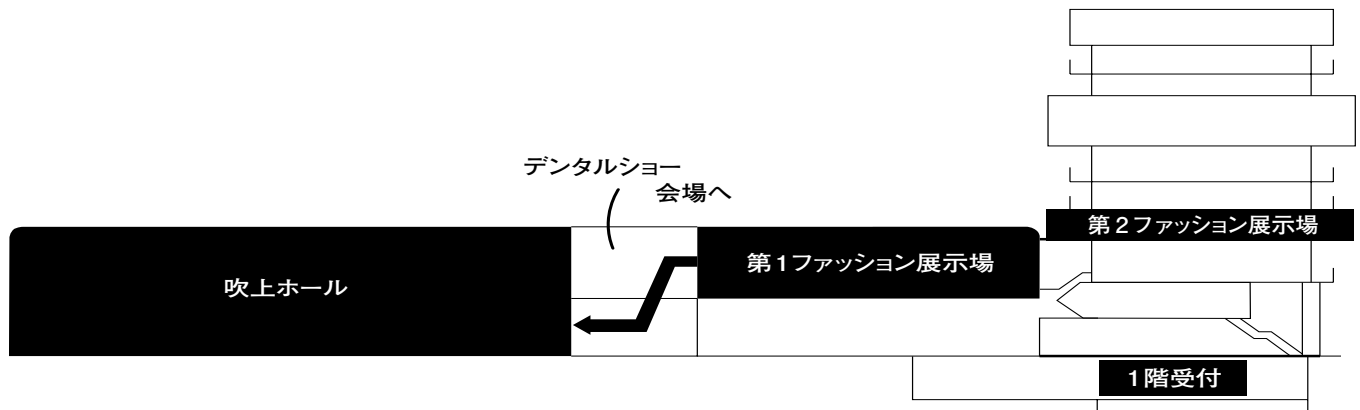 デンタルショー
会場へ
第２ファッション展示場
第１ファッション展示場
吹上ホール
１階受付